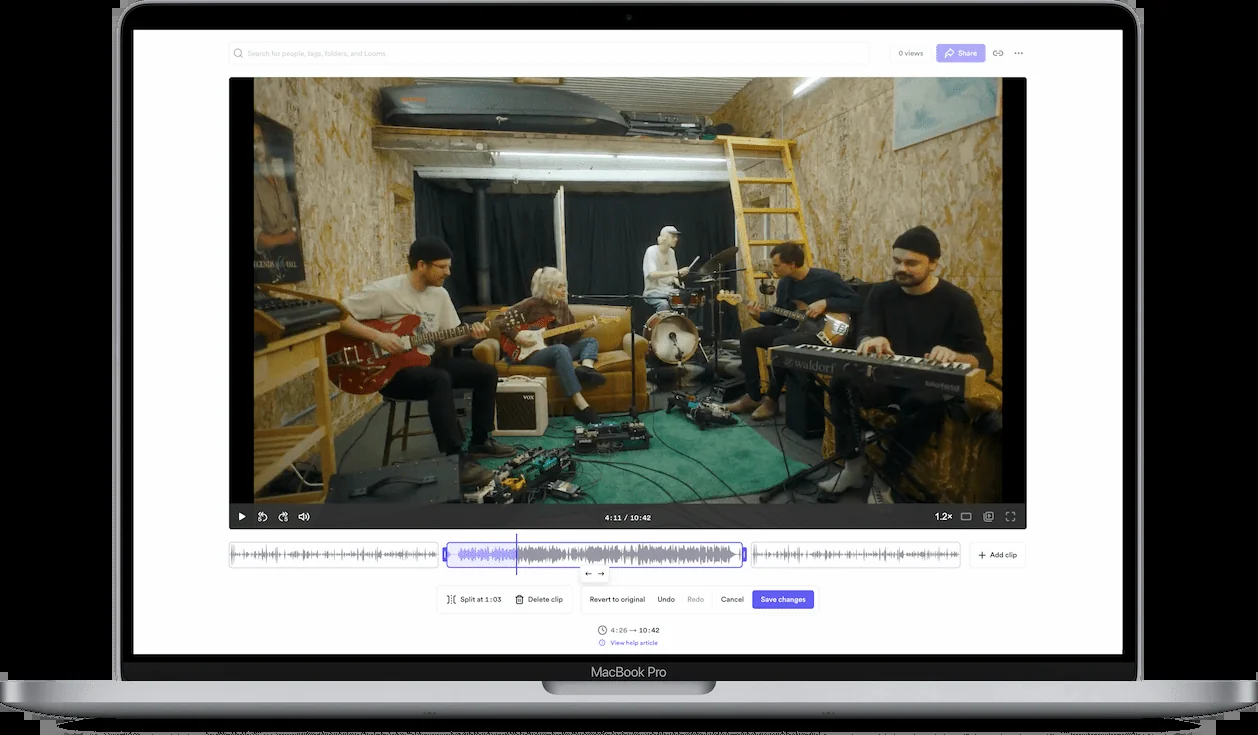 Search for people, tags, folders, and Looms
0 views
Share
VOX
waldorf
blofeld
4:11 / 10:42
1.2×
+ Add clip
Split at 1:03
Delete clip
Revert to original
Undo
Redo
Cancel
Save changes
4:26 → 10:42
View help article
MacBook Pro